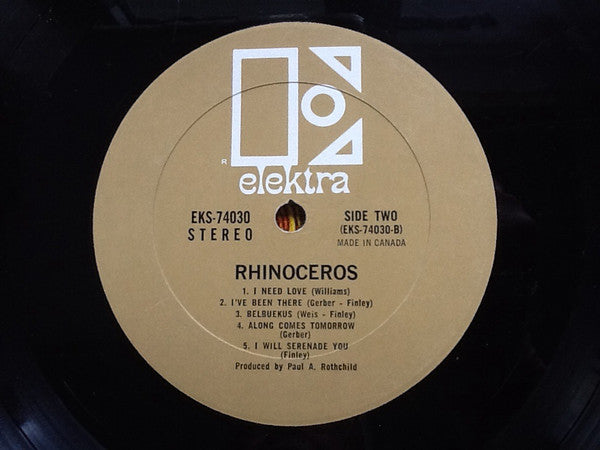 R
elektra
EKS-74030
STEREO
SIDE TWO
(EKS-74030-B)
MADE IN CANADA
RHINOCEROS
1. I NEED LOVE (Williams)
2. I'VE BEEN THERE (Gerber - Finley)
3. BELBUEKUS (Weis - Finley)
4. ALONG COMES TOMORROW
(Gerber)
5. I WILL SERENADE YOU
(Finley)
Produced by Paul A. Rothchild